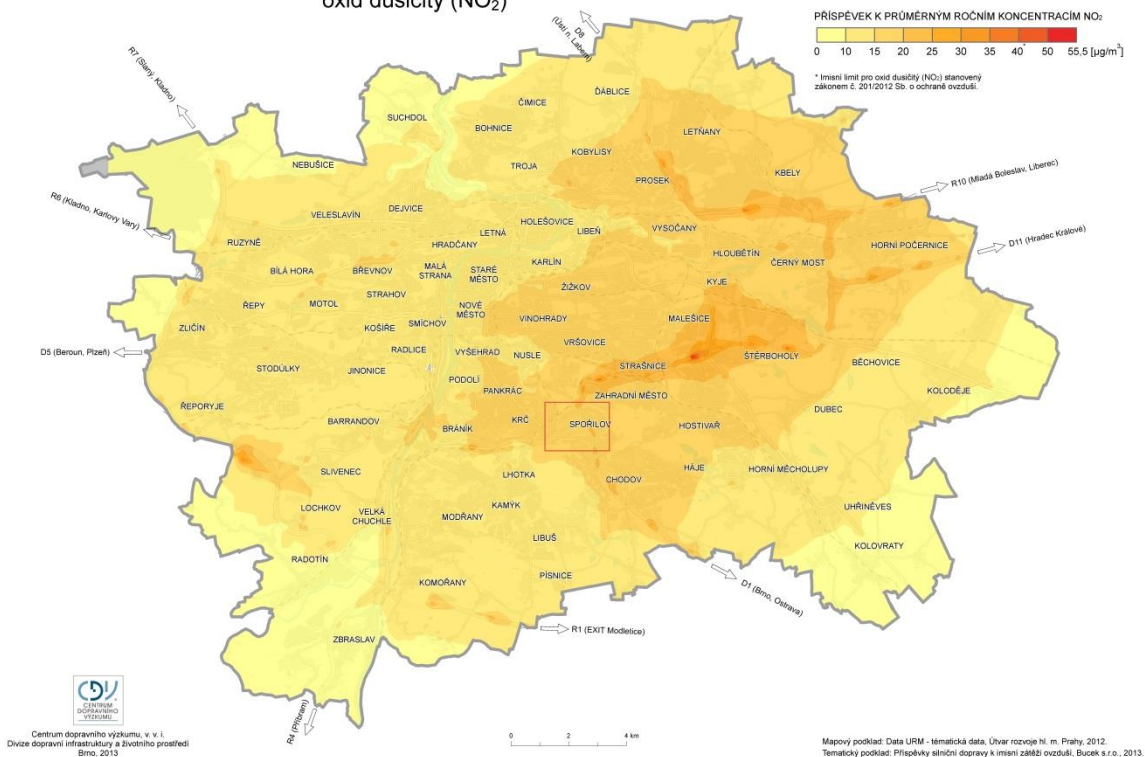 oxid dusičitý (NO₂)
PŘÍSPĚVEK K PRŮMĚRNÝM ROČNÍM KONCENTRACÍM NO₂
0 10 15 20 25 30 35 40* 50 55,5 [µg/m³]
* Imisní limit pro oxid dusičitý (NO₂) stanovený
zákonem č. 201/2012 Sb. o ochraně ovzduší.
D8
(Ústí n. Labem)
R7 (Slaný, Kladno)
ĎÁBLICE
ČIMICE
SUCHDOL
BOHNICE
LETŇANY
KOBYLISY
NEBUŠICE
TROJA
PROSEK
KBELY
R10 (Mladá Boleslav, Liberec)
R6 (Kladno, Karlovy Vary)
VELESLAVÍN
DEJVICE
HOLEŠOVICE
LETNÁ
LIBEŇ
VYSOČANY
RUZYNĚ
HRADČANY
HORNÍ POČERNICE
D11 (Hradec Králové)
HLOUBĚTÍN
ČERNÝ MOST
BÍLÁ HORA
BŘEVNOV
MALÁ
STRANA
STARÉ
MĚSTO
KARLÍN
KYJE
ŽIŽKOV
STRAHOV
ŘEPY
MOTOL
NOVÉ
MĚSTO
VINOHRADY
MALEŠICE
ZLIČÍN
KOŠÍŘE
SMÍCHOV
VRŠOVICE
D5 (Beroun, Plzeň)
RADLICE
VYŠEHRAD
NUSLE
ŠTĚRBOHOLY
BĚCHOVICE
STODŮLKY
JINONICE
STRAŠNICE
PODOLÍ
PANKRÁC
ZAHRADNÍ MĚSTO
KOLODĚJE
ŘEPORYJE
DUBEC
BARRANDOV
BRÁNÍK
KRČ
SPOŘILOV
HOSTIVAŘ
SLIVENEC
LHOTKA
HÁJE
HORNÍ MĚCHOLUPY
CHODOV
LOCHKOV
VELKÁ
CHUCHLE
MODŘANY
KAMÝK
UHŘÍNĚVES
LIBUŠ
KOLOVRATY
RADOTÍN
KOMOŘANY
PÍSNICE
D1 (Brno, Ostrava)
R1 (EXIT Modletice)
ZBRASLAV
R4 (Příbram)
CDV
CENTRUM
DOPRAVNÍHO
VÝZKUMU
Centrum dopravního výzkumu, v. v. i.
Divize dopravní infrastruktury a životního prostředí
Brno, 2013
0 2 4 km
Mapový podklad: Data URM - tématická data, Útvar rozvoje hl. m. Prahy, 2012.
Tematický podklad: Příspěvky silniční dopravy k imisní zátěži ovzduší, Bucek s.r.o., 2013.